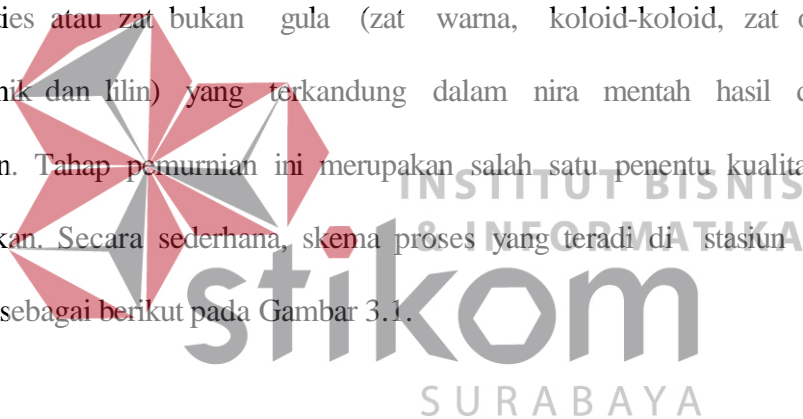 ties atau zat bukan gula (zat warna, koloid-koloid, zat
nik dan lilin) yang terkandung dalam nira mentah hasil
n. Tahap pemurnian ini merupakan salah satu penentu
INSTITUT BISNIS
kan. Secara sederhana, skema proses yang teradi di stasiun
& INFORMATIKA
sebagai berikut pada Gambar 3.1.
stikom
SURABAYA